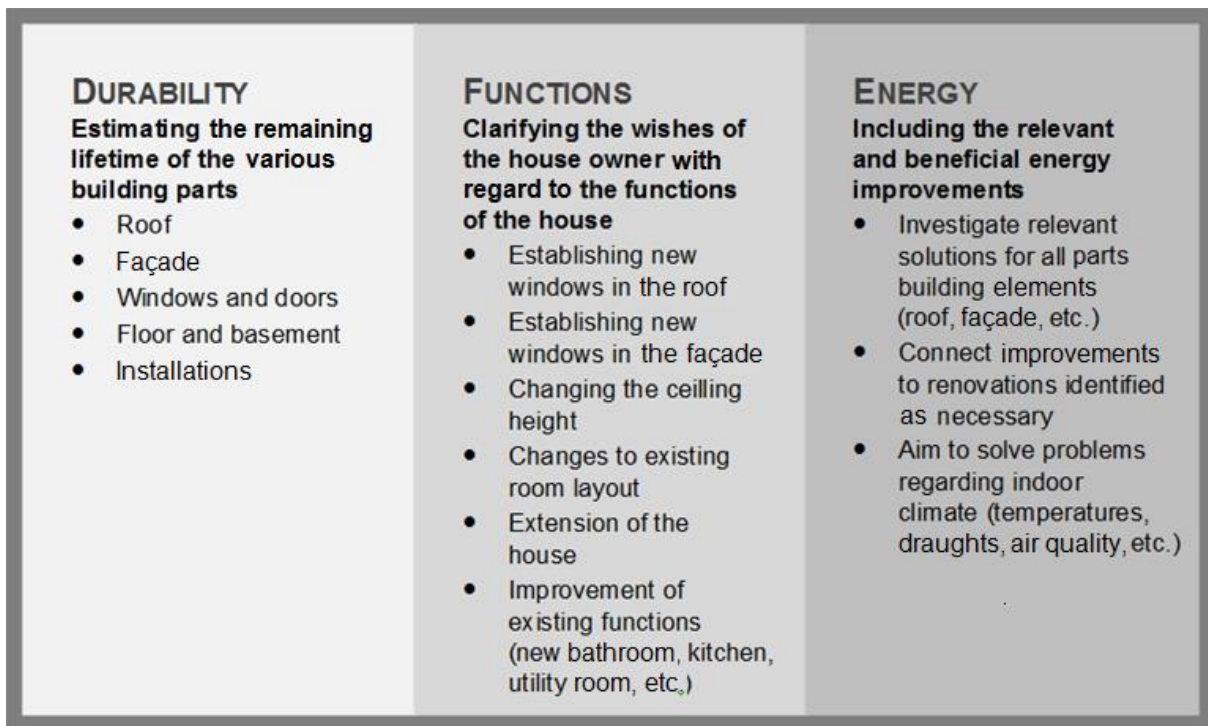 DURABILITY
Estimating the remaining
lifetime of the various
building parts
• Roof
• Façade
• Windows and doors
• Floor and basement
• Installations
FUNCTIONS
Clarifying the wishes of
the house owner with
regard to the functions
of the house
• Establishing new
windows in the roof
• Establishing new
windows in the façade
• Changing the ceilling
height
• Changes to existing
room layout
• Extension of the
house
• Improvement of
existing functions
(new bathroom, kitchen,
utility room, etc.)
ENERGY
Including the relevant
and beneficial energy
improvements
• Investigate relevant
solutions for all parts
building elements
(roof, façade, etc.)
• Connect improvements
to renovations identified
as necessary
• Aim to solve problems
regarding indoor
climate (temperatures,
draughts, air quality, etc.)